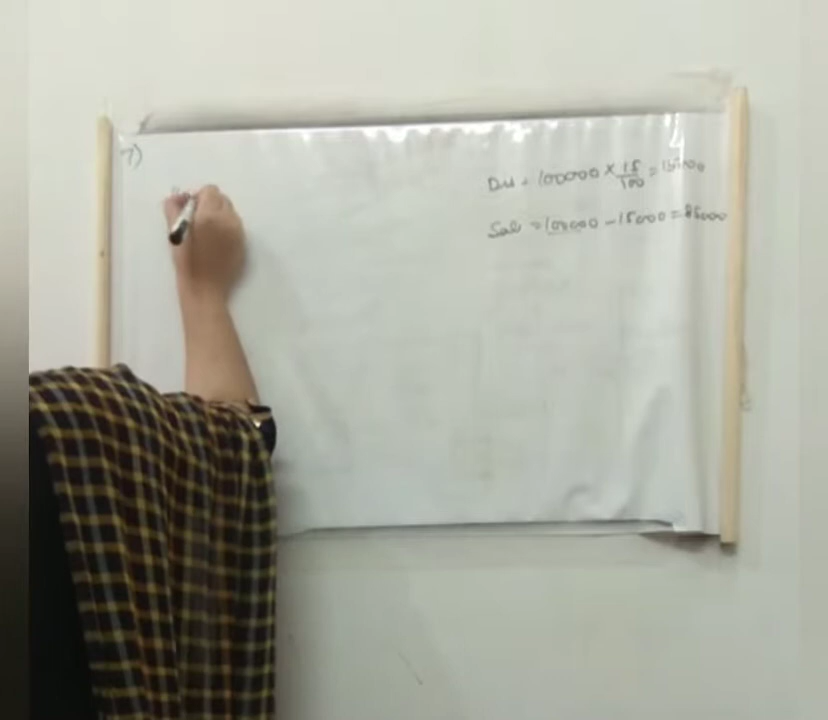 7)
Dis = 100000 × 15/100 = 15000
Sale = 100000 - 15000 = 85000